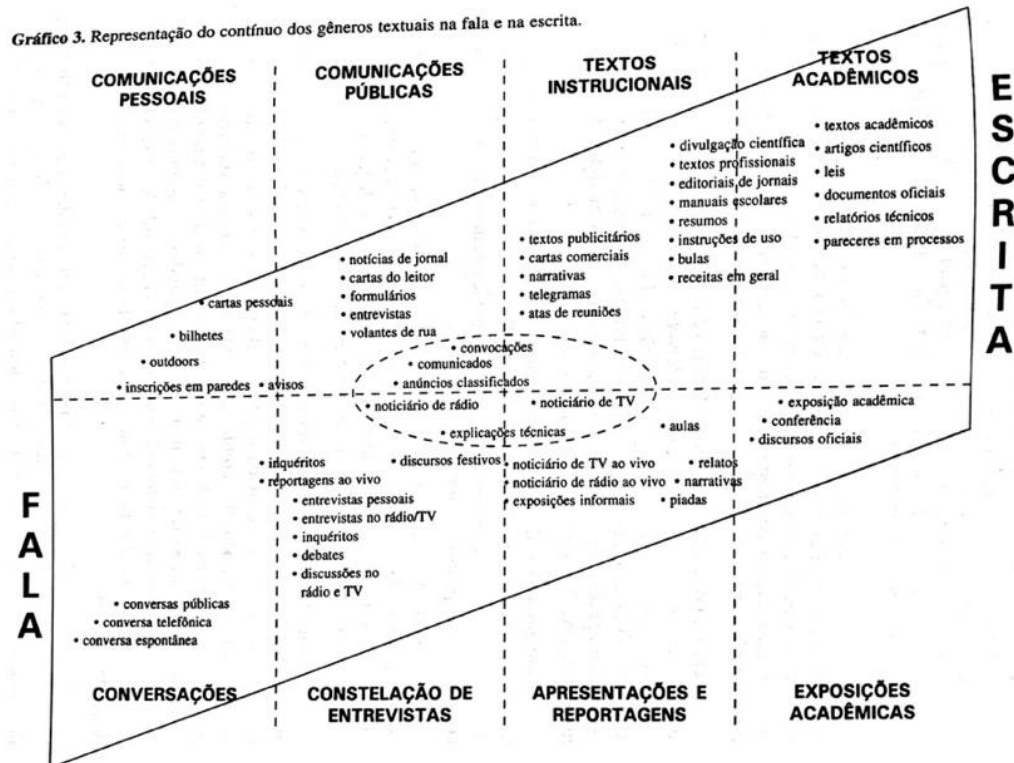 Gráfico 3. Representação do contínuo dos gêneros textuais na fala e na escrita.
COMUNICAÇÕES
PESSOAIS
COMUNICAÇÕES
PÚBLICAS
TEXTOS
INSTRUCIONAIS
TEXTOS
ACADÊMICOS
ESCRITA
• cartas pessoais
• bilhetes
• outdoors
• inscrições em paredes
• avisos
• notícias de jornal
• cartas do leitor
• formulários
• entrevistas
• volantes de rua
• convocações
• comunicados
• anúncios classificados
• noticiário de rádio
• noticiário de TV
• explicações técnicas
• textos publicitários
• cartas comerciais
• narrativas
• telegramas
• atas de reuniões
• divulgação científica
• textos profissionais
• editoriais de jornais
• manuais escolares
• resumos
• instruções de uso
• bulas
• receitas em geral
• textos acadêmicos
• artigos científicos
• leis
• documentos oficiais
• relatórios técnicos
• pareceres em processos
• exposição acadêmica
• conferência
• discursos oficiais
• aulas
• inquéritos
• reportagens ao vivo
• discursos festivos
• entrevistas pessoais
• entrevistas no rádio/TV
• inquéritos
• debates
• discussões no
rádio e TV
• noticiário de TV ao vivo
• noticiário de rádio ao vivo
• exposições informais
• relatos
• narrativas
• piadas
FALA
• conversas públicas
• conversa telefônica
• conversa espontânea
CONVERSAÇÕES
CONSTELAÇÃO DE
ENTREVISTAS
APRESENTAÇÕES E
REPORTAGENS
EXPOSIÇÕES
ACADÊMICAS